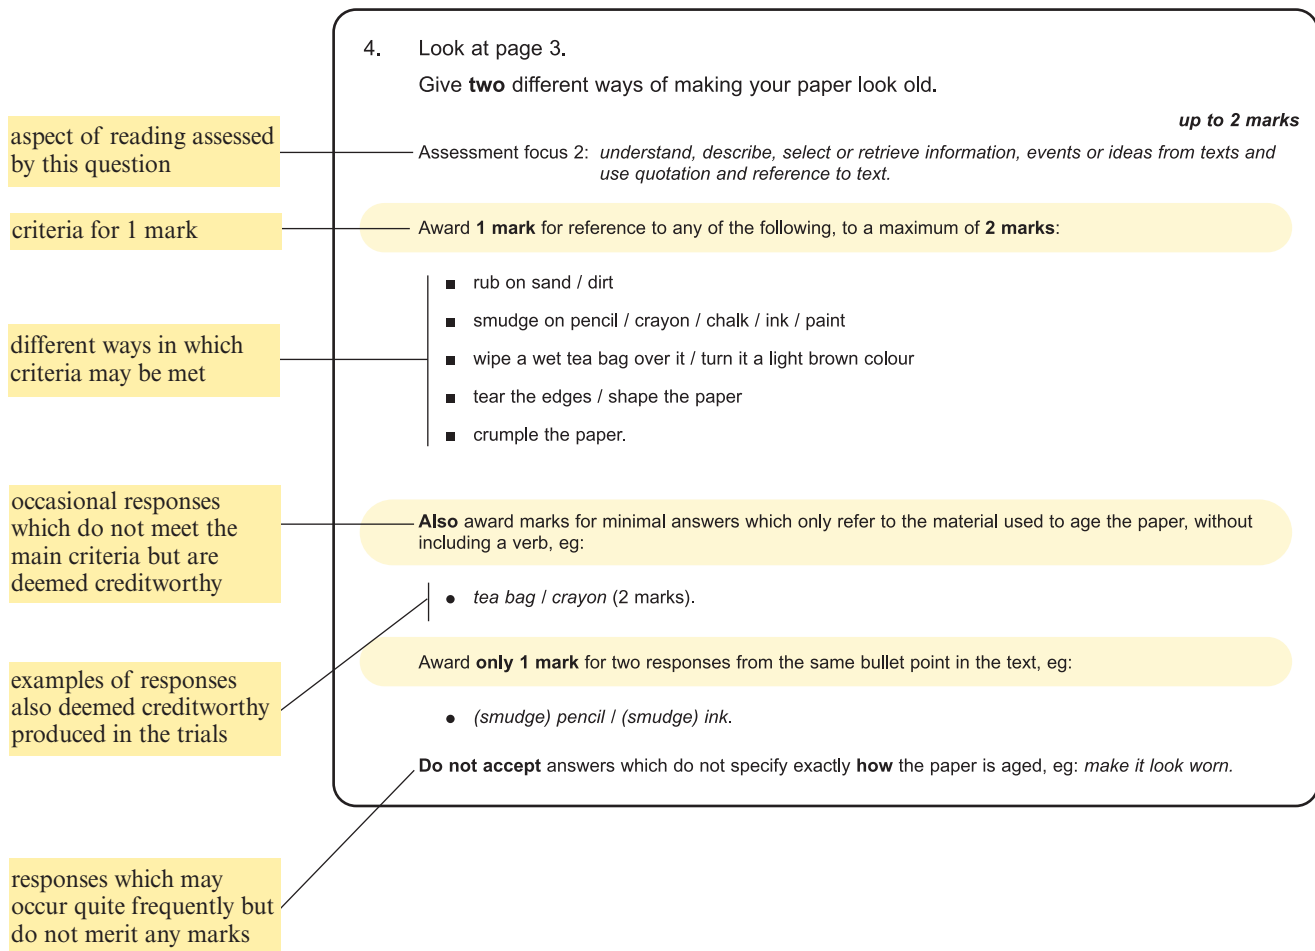 4. Look at page 3.
Give two different ways of making your paper look old.
up to 2 marks
aspect of reading assessed
by this question
Assessment focus 2: understand, describe, select or retrieve information, events or ideas from texts and
use quotation and reference to text.
criteria for 1 mark
Award 1 mark for reference to any of the following, to a maximum of 2 marks:
different ways in which
criteria may be met
■ rub on sand / dirt
■ smudge on pencil / crayon / chalk / ink / paint
■ wipe a wet tea bag over it / turn it a light brown colour
■ tear the edges / shape the paper
■ crumple the paper.
occasional responses
which do not meet the
main criteria but are
deemed creditworthy
Also award marks for minimal answers which only refer to the material used to age the paper, without
including a verb, eg:
● tea bag / crayon (2 marks).
examples of responses
also deemed creditworthy
produced in the trials
Award only 1 mark for two responses from the same bullet point in the text, eg:
● (smudge) pencil / (smudge) ink.
Do not accept answers which do not specify exactly how the paper is aged, eg: make it look worn.
responses which may
occur quite frequently but
do not merit any marks